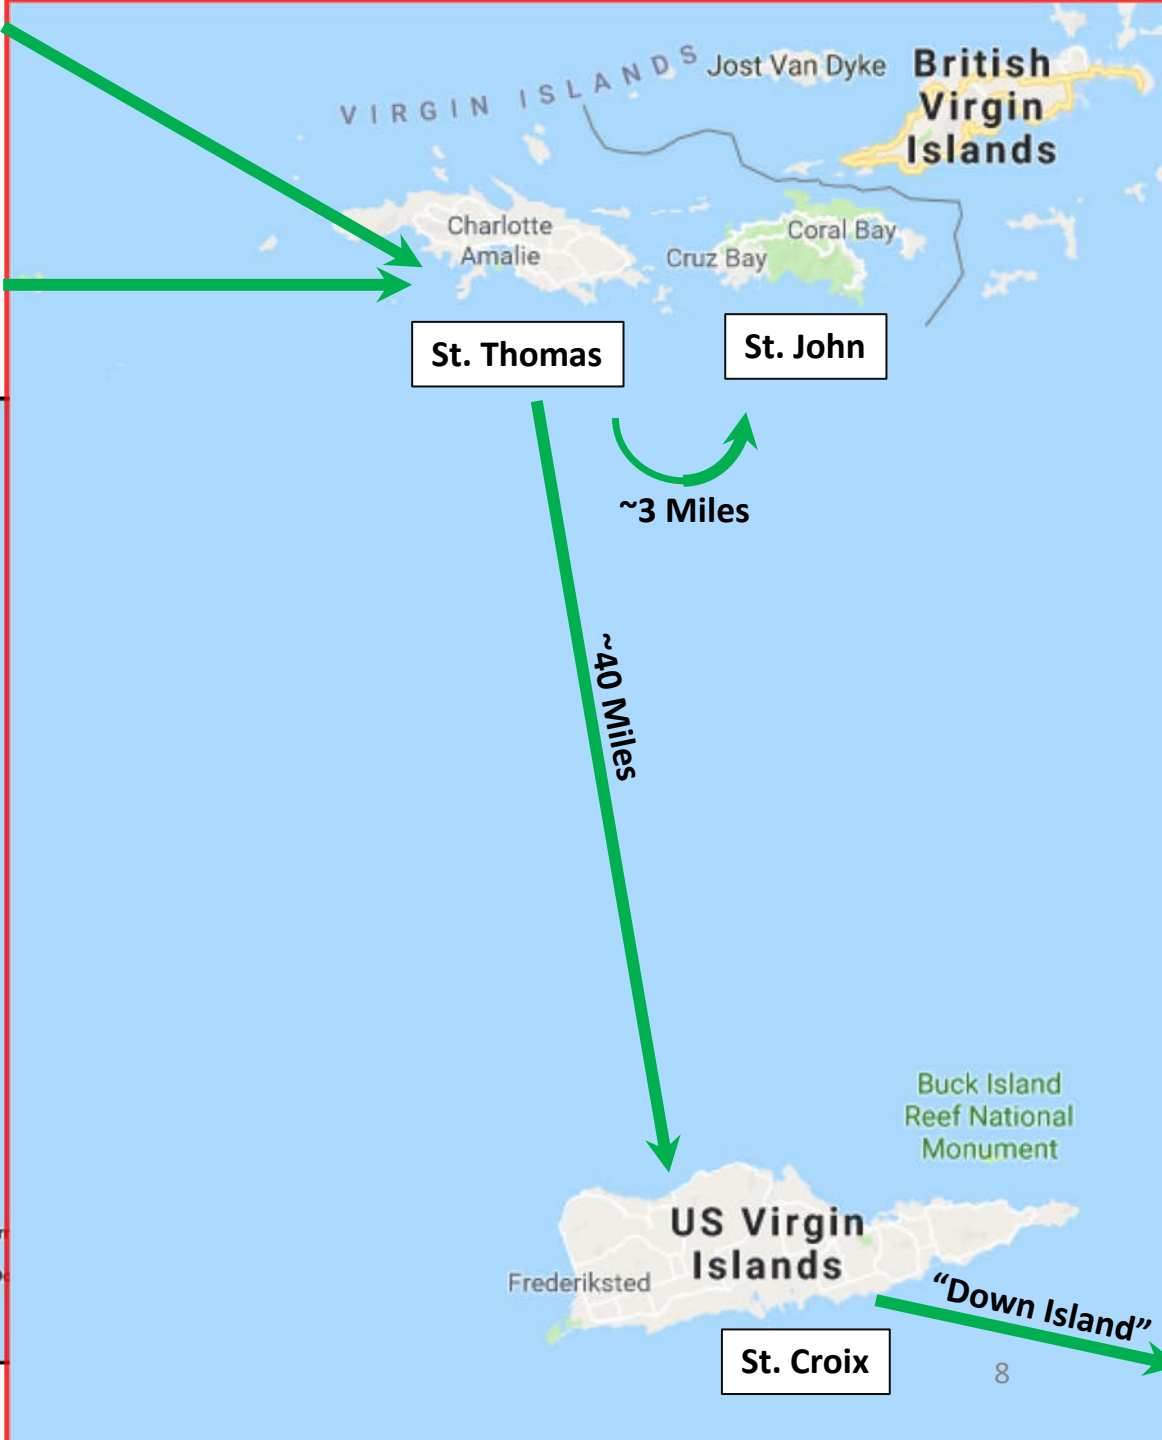 VIRGIN ISLANDS
Jost Van Dyke
British
Virgin
Islands
Charlotte
Amalie
Coral Bay
Cruz Bay
St. Thomas
St. John
~3 Miles
~40 Miles
Buck Island
Reef National
Monument
US Virgin
Islands
Frederiksted
"Down Island"
St. Croix
8